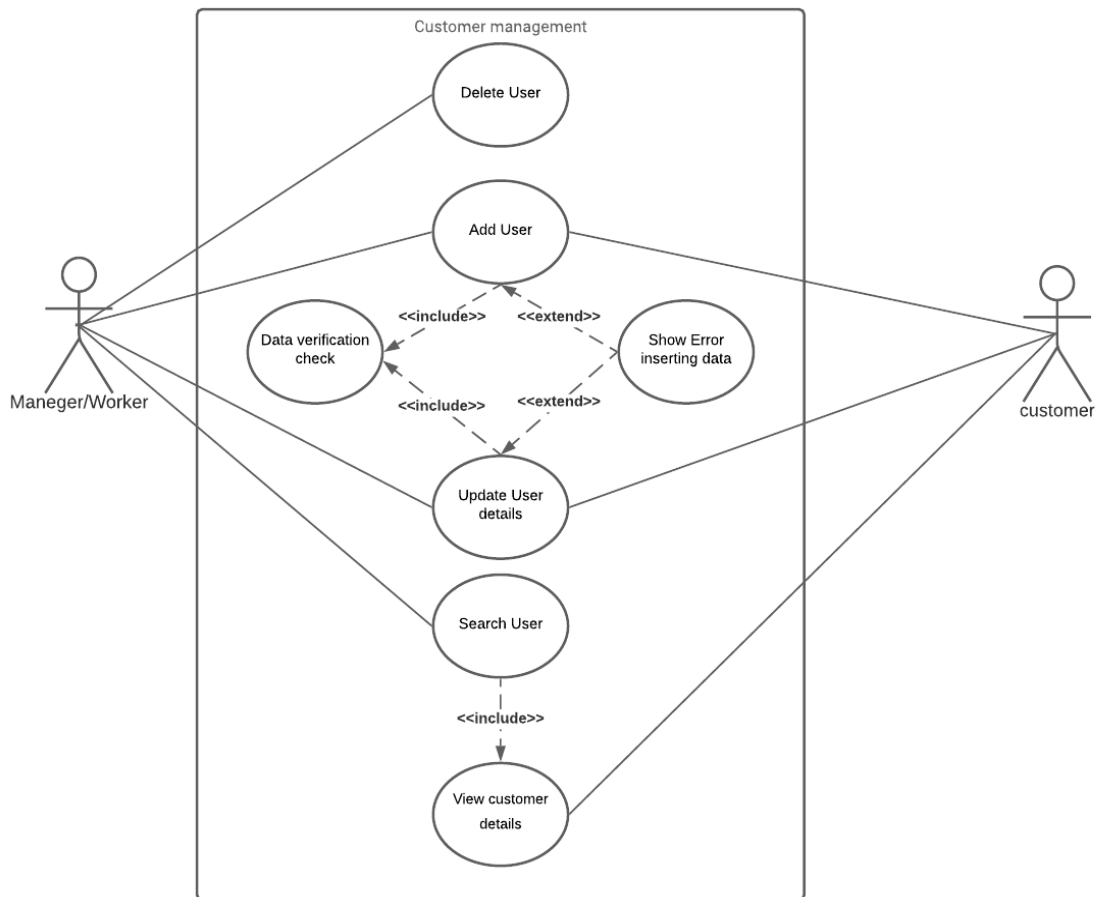 Customer management
Delete User
Add User
<<include>>
<<extend>>
Data verification
check
Show Error
inserting data
Maneger/Worker
customer
<<include>>
<<extend>>
Update User
details
Search User
<<include>>
View customer
details